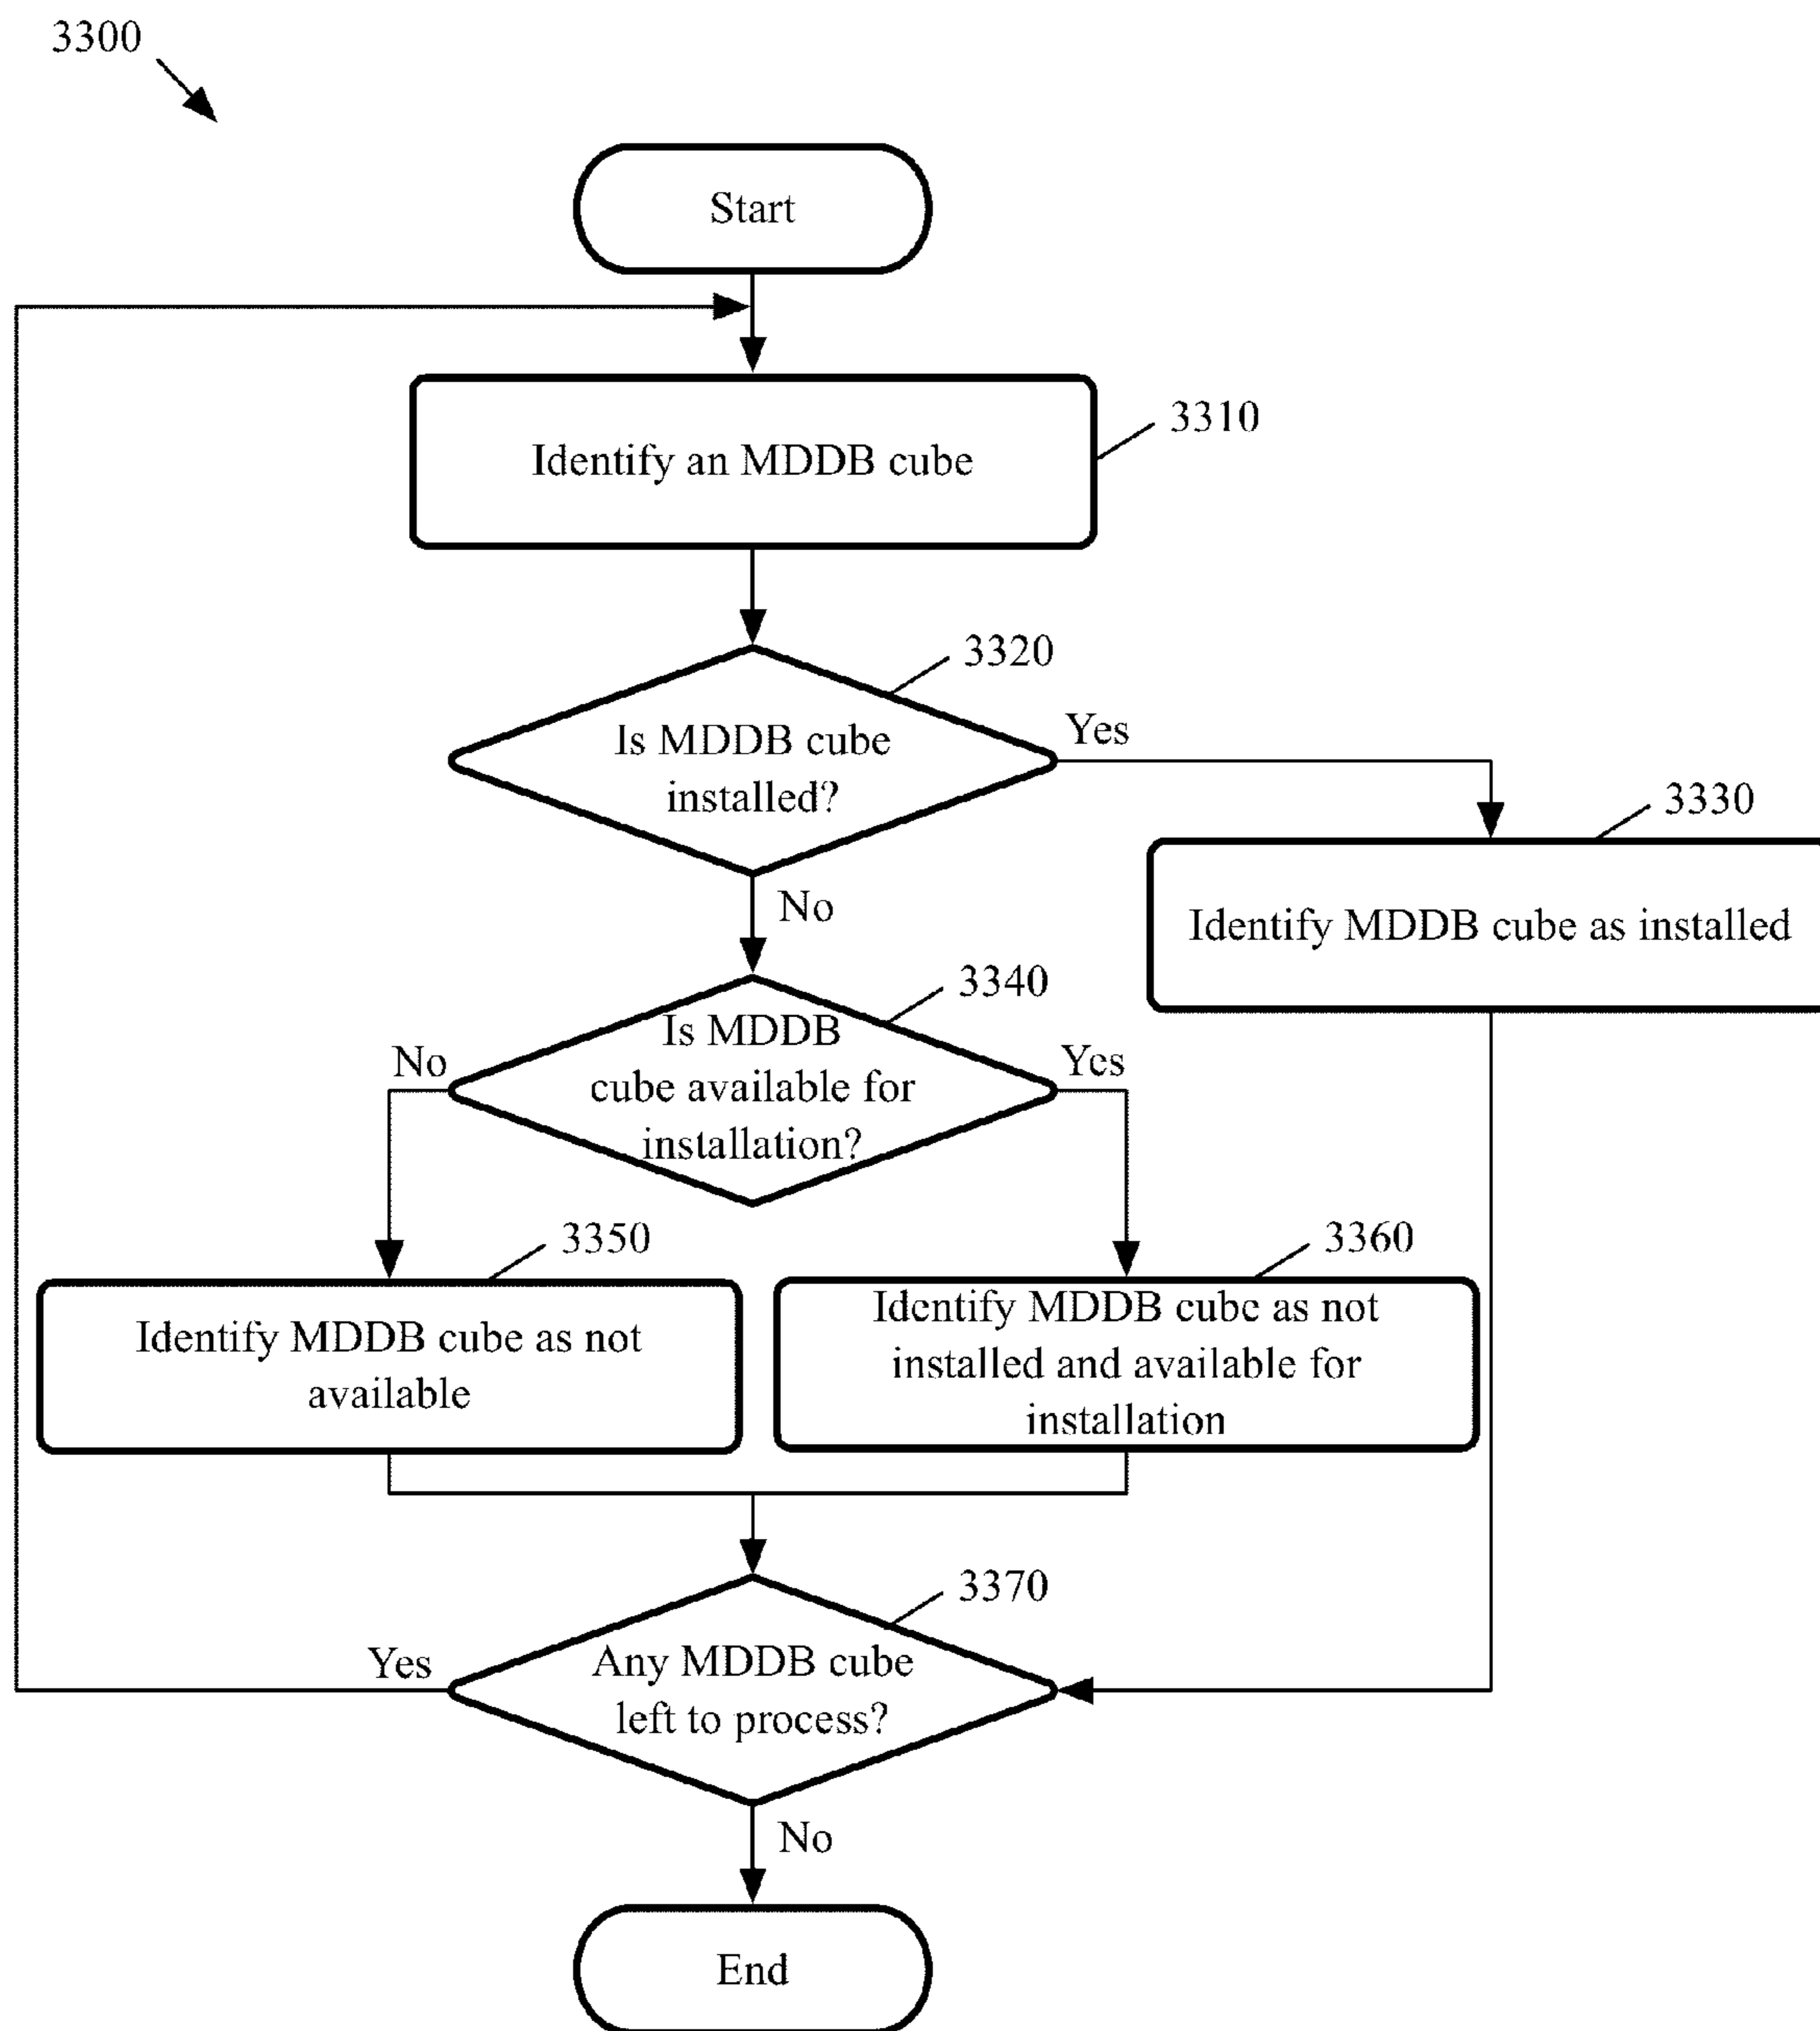 3300
Start
Identify an MDDB cube
3310
3320
Is MDDB cube
installed?
Yes
No
3330
Identify MDDB cube as installed
3340
Is MDDB
cube available for
installation?
No
Yes
3350
Identify MDDB cube as not
available
3360
Identify MDDB cube as not
installed and available for
installation
3370
Any MDDB cube
left to process?
Yes
No
End